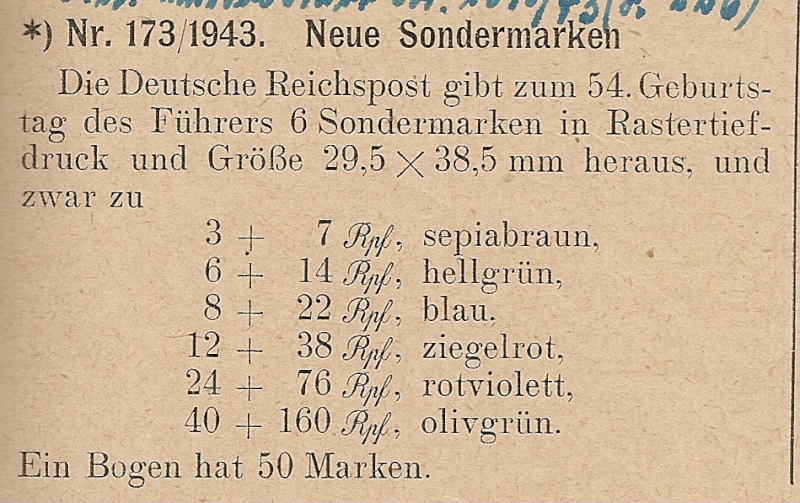 *) Nr. 173/1943. Neue Sondermarken
Die Deutsche Reichspost gibt zum 54. Geburts-
tag des Führers 6 Sondermarken in Rastertief-
druck und Größe 29,5 × 38,5 mm heraus, und
zwar zu
3 + 7 Rpf, sepiabraun,
6 + 14 Rpf, hellgrün,
8 + 22 Rpf, blau,
12 + 38 Rpf, ziegelrot,
24 + 76 Rpf, rotviolett,
40 + 160 Rpf, olivgrün.
Ein Bogen hat 50 Marken.